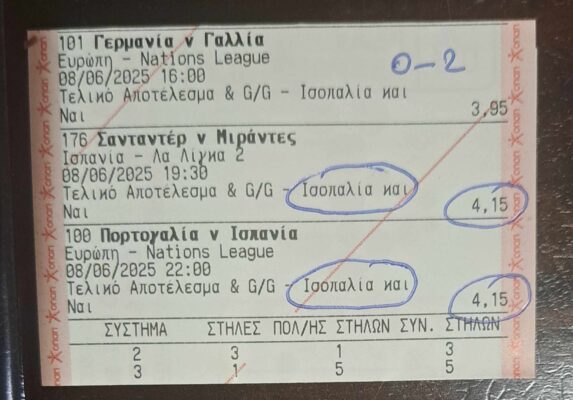 101 Γερμανία v Γαλλία
Ευρώπη - Nations League
08/06/2025 16:00
0-2
Τελικό Αποτέλεσμα & G/G - Ισοπαλία και
Ναι 3,95
176 Σανταντέρ v Μιράντες
Ισπανία - Λα Λίγκα 2
08/06/2025 19:30
Τελικό Αποτέλεσμα & G/G - Ισοπαλία και
Ναι 4,15
100 Πορτογαλία v Ισπανία
Ευρώπη - Nations League
08/06/2025 22:00
Τελικό Αποτέλεσμα & G/G - Ισοπαλία και
Ναι 4,15
ΣΥΣΤΗΜΑ ΣΤΗΛΕΣ ΠΟΛ/ΗΣ ΣΤΗΛΩΝ ΣΥΝ. ΣΤΗΛΩΝ
2 3 1 3
3 1 5 5